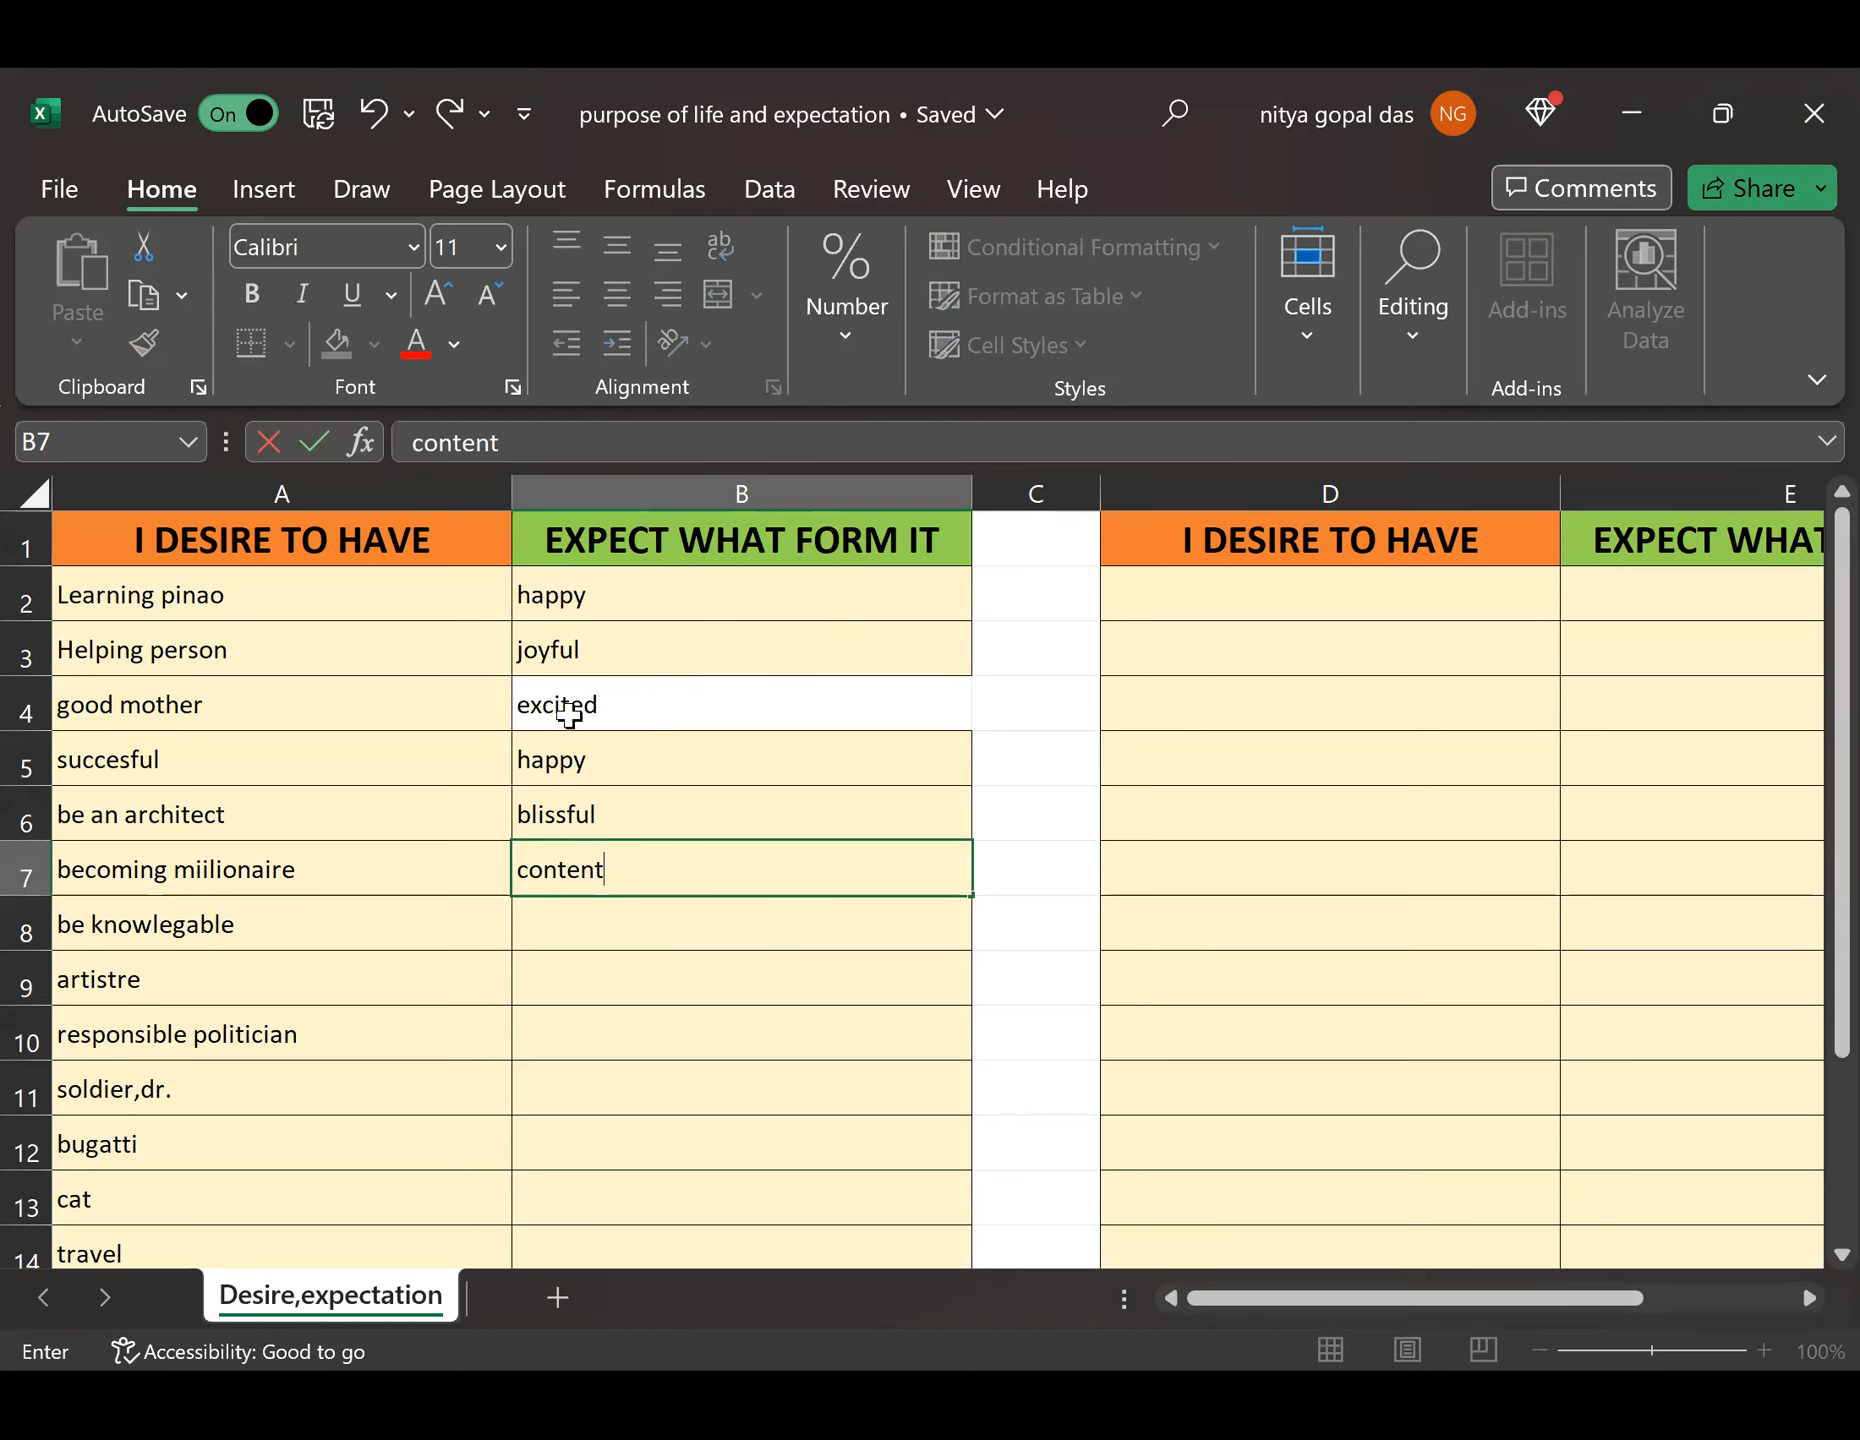 AutoSave On purpose of life and expectation • Saved nitya gopal das NG
File Home Insert Draw Page Layout Formulas Data Review View Help Comments Share
Paste Calibri 11 ab Number Conditional Formatting Format as Table Cell Styles Cells Editing Add-ins Analyze Data
B I U A A A
Clipboard Font Alignment Styles Add-ins
B7 fx content
A B C D E
1 I DESIRE TO HAVE EXPECT WHAT FORM IT I DESIRE TO HAVE EXPECT WHAT
2 Learning pinao happy
3 Helping person joyful
4 good mother excited
5 succesful happy
6 be an architect blissful
7 becoming miilionaire content
8 be knowlegable
9 artistre
10 responsible politician
11 soldier,dr.
12 bugatti
13 cat
14 travel
Desire,expectation
Enter Accessibility: Good to go 100%